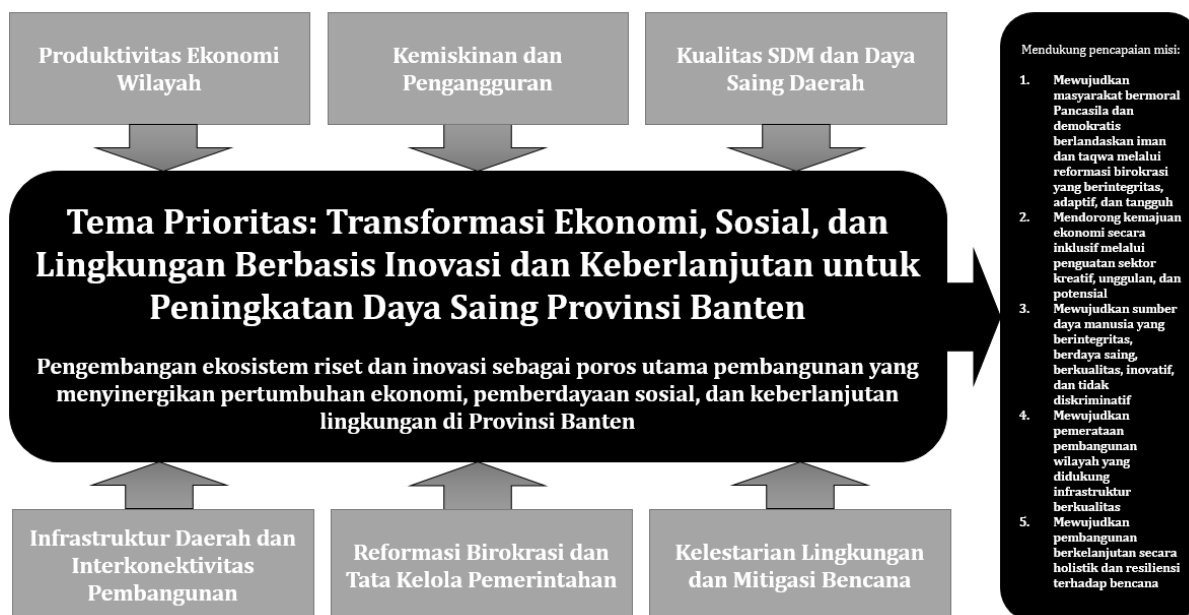 Produktivitas Ekonomi
Wilayah
Kemiskinan dan
Pengangguran
Kualitas SDM dan Daya
Saing Daerah
Tema Prioritas: Transformasi Ekonomi, Sosial, dan
Lingkungan Berbasis Inovasi dan Keberlanjutan untuk
Peningkatan Daya Saing Provinsi Banten
Pengembangan ekosistem riset dan inovasi sebagai poros utama pembangunan yang
menyinergikan pertumbuhan ekonomi, pemberdayaan sosial, dan keberlanjutan
lingkungan di Provinsi Banten
Infrastruktur Daerah dan
Interkonektivitas
Pembangunan
Reformasi Birokrasi dan
Tata Kelola Pemerintahan
Kelestarian Lingkungan
dan Mitigasi Bencana
Mendukung pencapaian misi:
1. Mewujudkan
masyarakat bermoral
Pancasila dan
demokratis
berlandaskan iman
dan taqwa melalui
reformasi birokrasi
yang berintegritas,
adaptif, dan tangguh
2. Mendorong kemajuan
ekonomi secara
inklusif melalui
penguatan sektor
kreatif, unggulan, dan
potensial
3. Mewujudkan sumber
daya manusia yang
berintegritas,
berdaya saing,
berkualitas, inovatif,
dan tidak
diskriminatif
4. Mewujudkan
pemerataan
pembangunan
wilayah yang
didukung
infrastruktur
berkualitas
5. Mewujudkan
pembangunan
berkelanjutan secara
holistik dan resiliensi
terhadap bencana